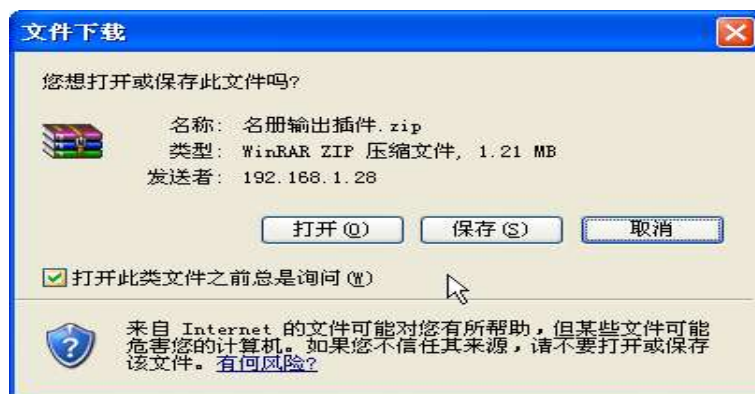 文件下载
您想打开或保存此文件吗?
名称: 名册输出插件.zip
类型: WinRAR ZIP 压缩文件, 1.21 MB
发送者: 192.168.1.28
打开(O) 保存(S) 取消
打开此类文件之前总是询问(W)
来自 Internet 的文件可能对您有所帮助，但某些文件可能
危害您的计算机。如果您不信任其来源，请不要打开或保存
该文件。有何风险?